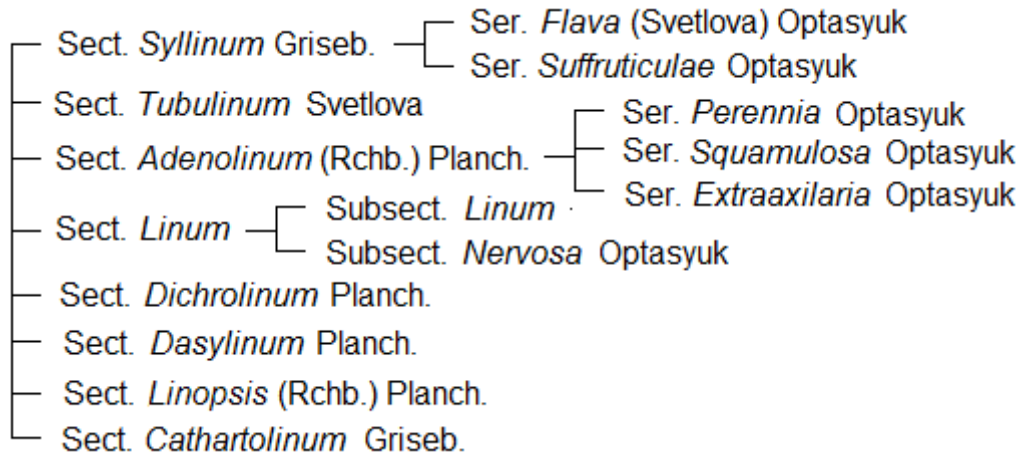 Sect. Syllinum Griseb.
Ser. Flava (Svetlova) Optasyuk
Ser. Suffruticulae Optasyuk
Sect. Tubulinum Svetlova
Sect. Adenolinum (Rchb.) Planch.
Ser. Perennia Optasyuk
Ser. Squamulosa Optasyuk
Ser. Extraaxilaria Optasyuk
Sect. Linum
Subsect. Linum
Subsect. Nervosa Optasyuk
Sect. Dichrolinum Planch.
Sect. Dasylinum Planch.
Sect. Linopsis (Rchb.) Planch.
Sect. Cathartolinum Griseb.